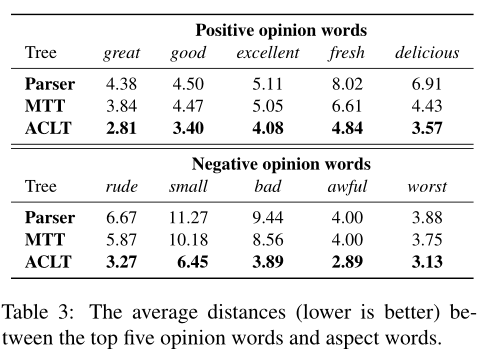 Positive opinion words
Tree great good excellent fresh delicious
Parser 4.38 4.50 5.11 8.02 6.91
MTT 3.84 4.47 5.05 6.61 4.43
ACLT 2.81 3.40 4.08 4.84 3.57
Negative opinion words
Tree rude small bad awful worst
Parser 6.67 11.27 9.44 4.00 3.88
MTT 5.87 10.18 8.56 4.00 3.75
ACLT 3.27 6.45 3.89 2.89 3.13
Table 3: The average distances (lower is better) be-
tween the top five opinion words and aspect words.